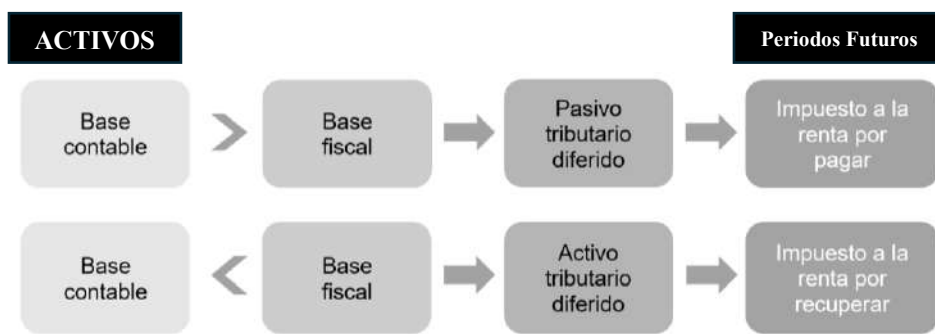 ACTIVOS
Periodos Futuros
Base
contable
>
Base
fiscal
Pasivo
tributario
diferido
Impuesto a la
renta por
pagar
Base
contable
<
Base
fiscal
Activo
tributario
diferido
Impuesto a la
renta por
recuperar